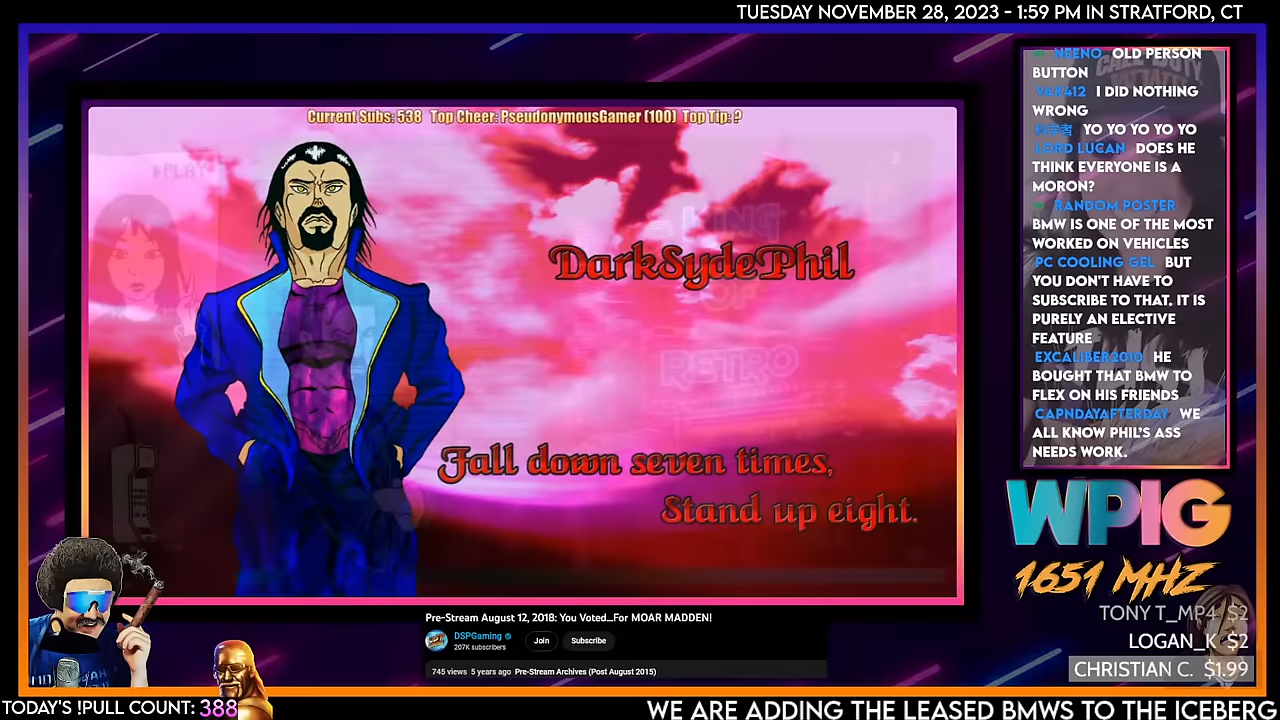 TUESDAY NOVEMBER 28, 2023 - 1:59 PM IN STRATFORD, CT
Current Subs: 538 Top Cheer: PseudonymousGamer (100) Top Tip: ?
PLAY
KING
OF
RETRO
DarkSydePhil
Fall down seven times,
Stand up eight.
NEENO OLD PERSON
BUTTON
VAK412 I DID NOTHING
WRONG
YO YO YO YO YO
LORD LUCAN DOES HE
THINK EVERYONE IS A
MORON?
RANDOM POSTER
BMW IS ONE OF THE MOST
WORKED ON VEHICLES
PC COOLING GEL BUT
YOU DON'T HAVE TO
SUBSCRIBE TO THAT. IT IS
PURELY AN ELECTIVE
FEATURE
EXCALIBER2010 HE
BOUGHT THAT BMW TO
FLEX ON HIS FRIENDS
CAPNDAYAFTERDAY WE
ALL KNOW PHIL'S ASS
NEEDS WORK.
WPIG
1651 MHZ
TONY T_MP4 $2
LOGAN_K $2
CHRISTIAN C. $1.99
Pre-Stream August 12, 2018: You Voted...For MOAR MADDEN!
DSPGaming
207K subscribers
Join
Subscribe
745 views 5 years ago Pre-Stream Archives (Post August 2015)
TODAY'S !PULL COUNT: 388
WE ARE ADDING THE LEASED BMWS TO THE ICEBERG